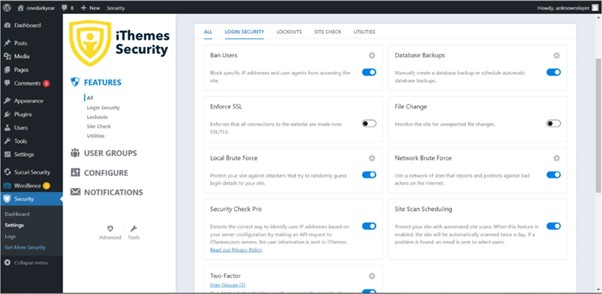 onedarkyear
8
New
Security
Howdy, anknownslayer
Dashboard
Posts
Media
Pages
Comments
Appearance
Plugins
Users
Tools
Settings
Sucuri Security
Wordfence
Security
Dashboard
Settings
Logs
Get More Security
Collapse menu
iThemes
Security
FEATURES
All
Login Security
Lockouts
Site Check
Utilities
USER GROUPS
CONFIGURE
NOTIFICATIONS
Advanced
Tools
ALL
LOGIN SECURITY
LOCKOUTS
SITE CHECK
UTILITIES
Ban Users
Block specific IP addresses and user agents from accessing the
site.
Database Backups
Manually create a database backup or schedule automatic
database backups.
Enforce SSL
Enforces that all connections to the website are made over
SSL/TLS.
File Change
Monitor the site for unexpected file changes.
Local Brute Force
Protect your site against attackers that try to randomly guess
login details to your site.
Network Brute Force
Join a network of sites that reports and protects against bad
actors on the internet.
Security Check Pro
Detects the correct way to identify user IP addresses based on
your server configuration by making an API request to
iThemes.com servers. No user information is sent to iThemes.
Read our Privacy Policy
Site Scan Scheduling
Protect your site with automated site scans. When this feature is
enabled, the site will be automatically scanned twice a day. If a
problem is found, an email is sent to select users.
Two-Factor
User Groups (2)